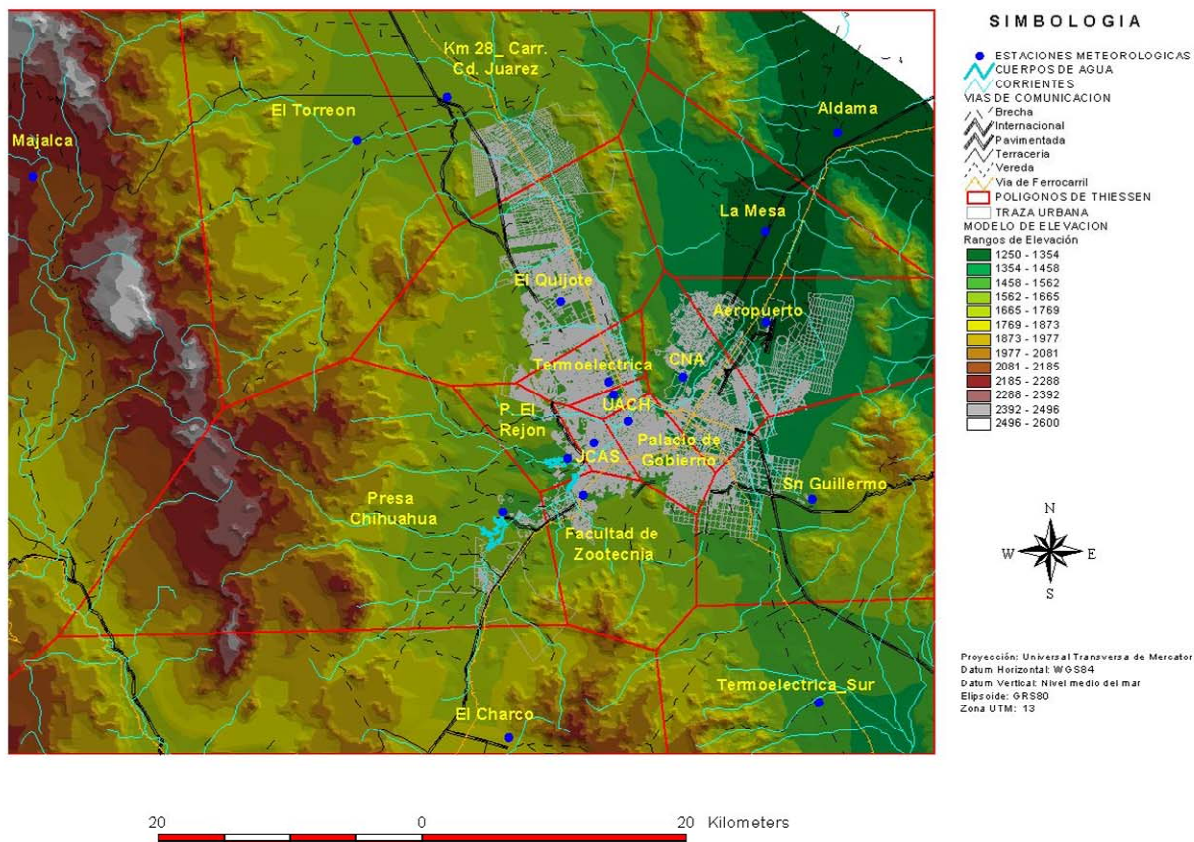 Km 28_ Carr.
Cd. Juarez
El Torreon
Aldama
Majalca
La Mesa
El Quijote
Aeropuerto
Termoelectrica
CNA
UACH
P. El
Rejon
Palacio de
Gobierno
JCAS
Sn Guillermo
Presa
Chihuahua
Facultad de
Zootecnia
Termoelectrica_Sur
El Charco
SIMBOLOGIA
ESTACIONES METEOROLOGICAS
CUERPOS DE AGUA
CORRIENTES
VIAS DE COMUNICACION
Brecha
Internacional
Pavimentada
Terraceria
Vereda
Via de Ferrocarril
POLIGONOS DE THIESSEN
TRAZA URBANA
MODELO DE ELEVACION
Rangos de Elevación
1250 - 1354
1354 - 1458
1458 - 1562
1562 - 1665
1665 - 1769
1769 - 1873
1873 - 1977
1977 - 2081
2081 - 2185
2185 - 2288
2288 - 2392
2392 - 2496
2496 - 2600
N
W E
S
Proyección: Universal Transversa de Mercator
Datum Horizontal: WGS84
Datum Vertical: Nivel medio del mar
Elipsoide: GRS80
Zona UTM: 13
20 0 20 Kilometers